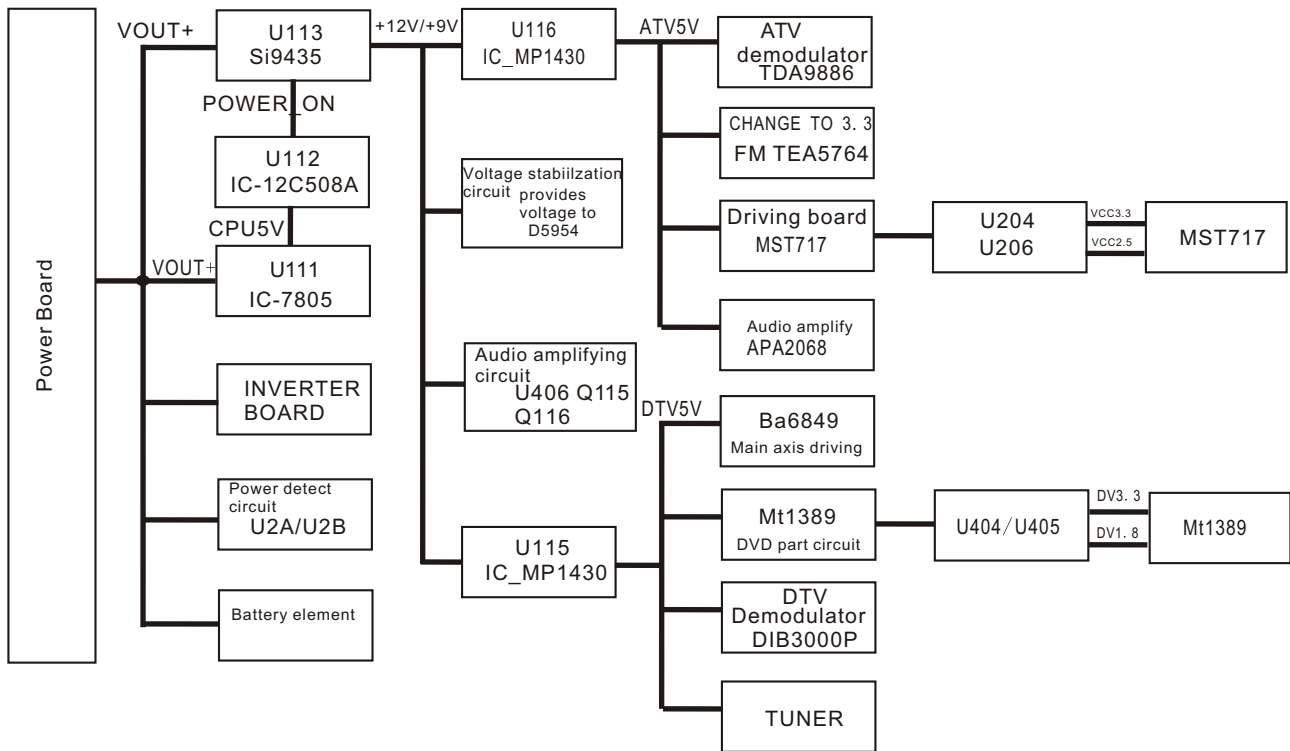 Power Board
VOUT+
U113
Si9435
POWER_ON
U112
IC-12C508A
CPU5V
VOUT+
U111
IC-7805
INVERTER
BOARD
Power detect
circuit
U2A/U2B
Battery element
+12V/+9V
U116
IC_MP1430
Voltage stabiilzation
circuit provides
voltage to
D5954
Audio amplifying
circuit
U406 Q115
Q116
U115
IC_MP1430
ATV5V
ATV
demodulator
TDA9886
CHANGE TO 3. 3
FM TEA5764
Driving board
MST717
Audio amplify
APA2068
U204
U206
VCC3.3
VCC2.5
MST717
DTV5V
Ba6849
Main axis driving
Mt1389
DVD part circuit
DTV
Demodulator
DIB3000P
TUNER
U404/U405
DV3. 3
DV1. 8
Mt1389